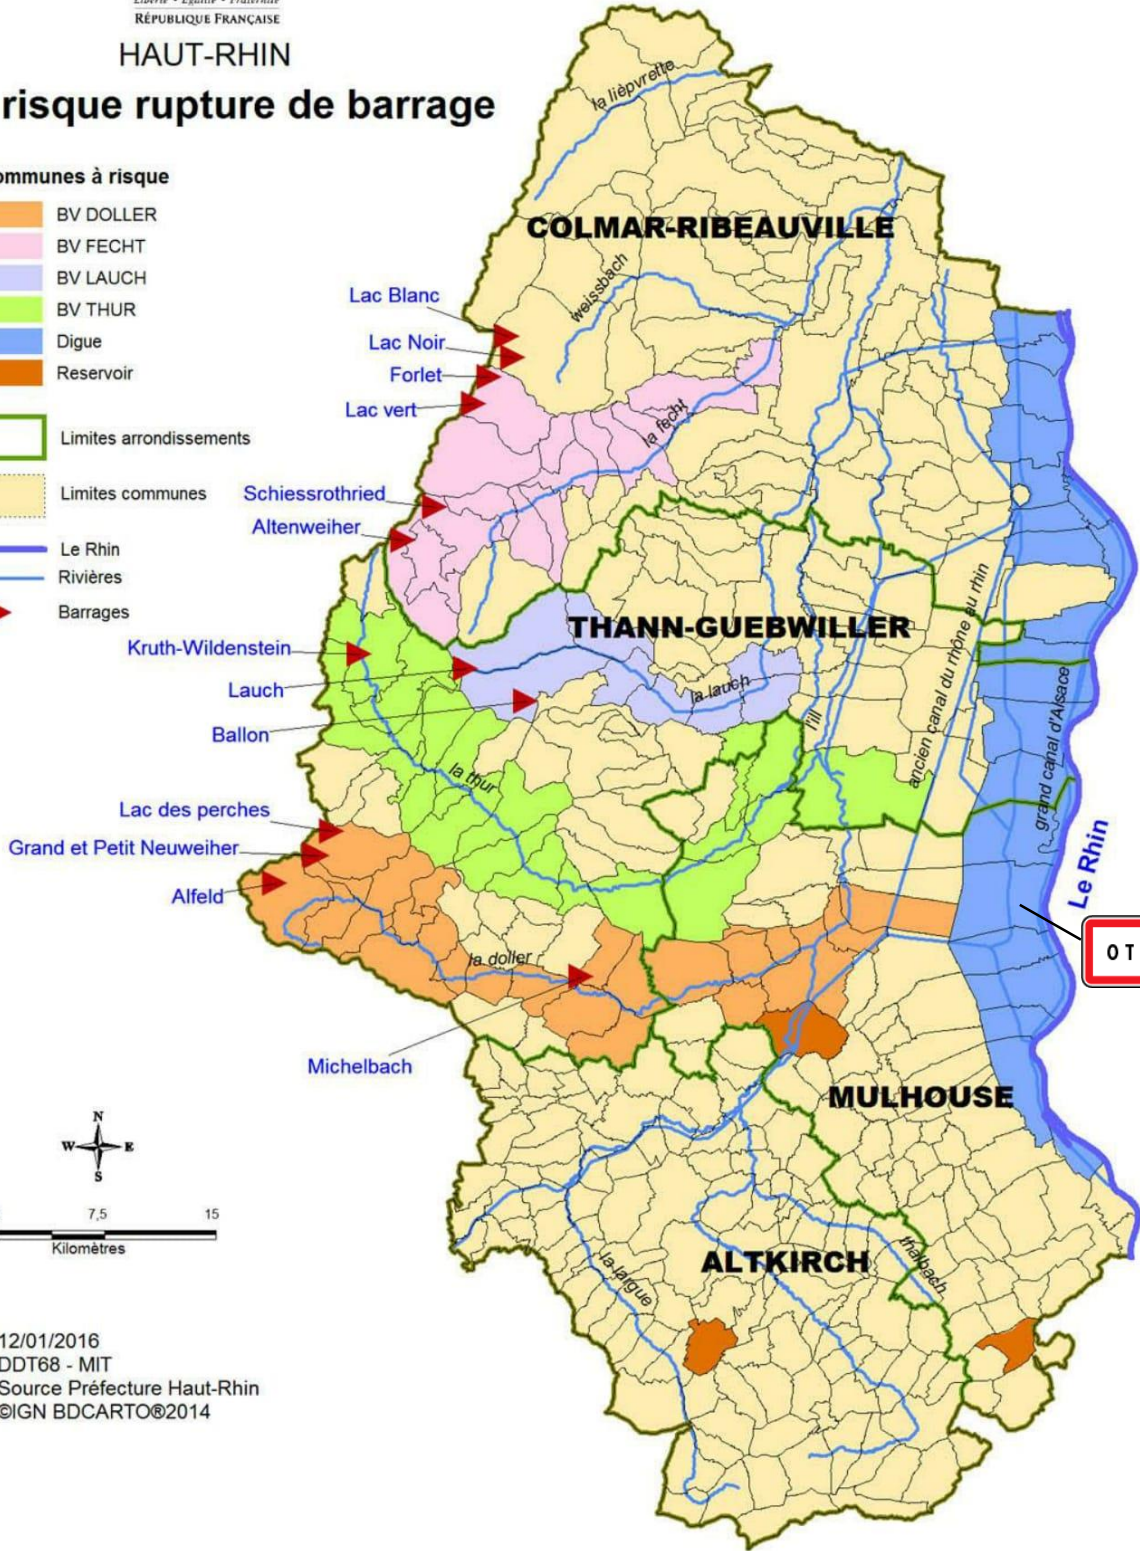 Liberté • Égalité • Fraternité
RÉPUBLIQUE FRANÇAISE
HAUT-RHIN
risque rupture de barrage
ommunes à risque
BV DOLLER
BV FECHT
BV LAUCH
BV THUR
Digue
Reservoir
Limites arrondissements
Limites communes
Le Rhin
Rivières
Barrages
la lièpvrette
COLMAR-RIBEAUVILLE
weissbach
Lac Blanc
Lac Noir
Forlet
Lac vert
la fecht
Schiessrothried
Altenweiher
ancien canal du rhône au rhin
THANN-GUEBWILLER
Kruth-Wildenstein
Lauch
la lauch
Ballon
l'ill
grand canal d'Alsace
la thur
Lac des perches
Grand et Petit Neuweiher
Le Rhin
Alfeld
OT
la doller
Michelbach
MULHOUSE
N
W E
S
7,5 15
Kilomètres
ALTKIRCH
thalbach
la largue
12/01/2016
DDT68 - MIT
Source Préfecture Haut-Rhin
©IGN BDCARTO®2014